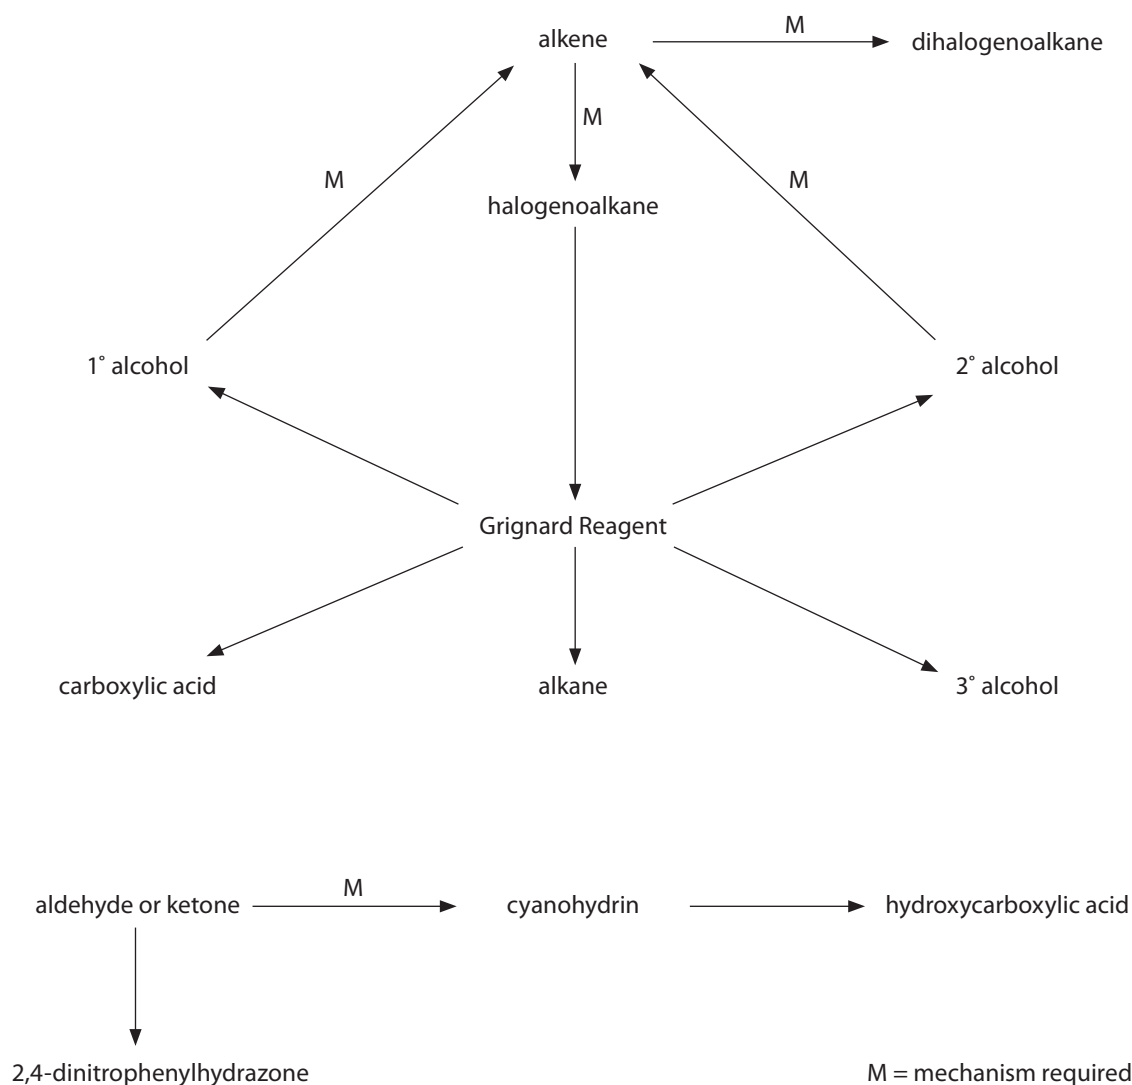 M
alkene
dihalogenoalkane
M
M
M
halogenoalkane
1˚ alcohol
2˚ alcohol
Grignard Reagent
carboxylic acid
alkane
3˚ alcohol
M
aldehyde or ketone
cyanohydrin
hydroxycarboxylic acid
2,4-dinitrophenylhydrazone
M = mechanism required